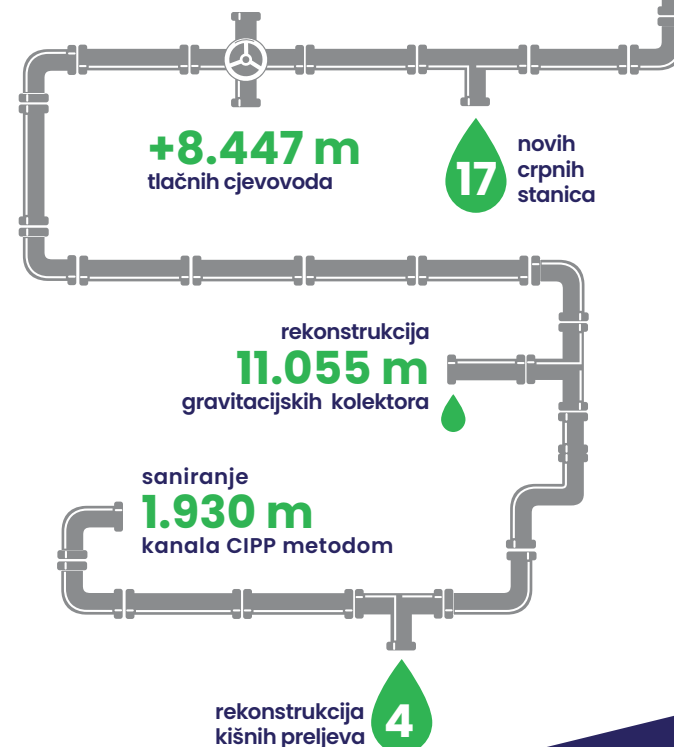 +8.447 m
tlačnih cjevovoda
17
novih
crpnih
stanica
rekonstrukcija
11.055 m
gravitacijskih kolektora
saniranje
1.930 m
kanala CIPP metodom
rekonstrukcija
kišnih preljeva
4